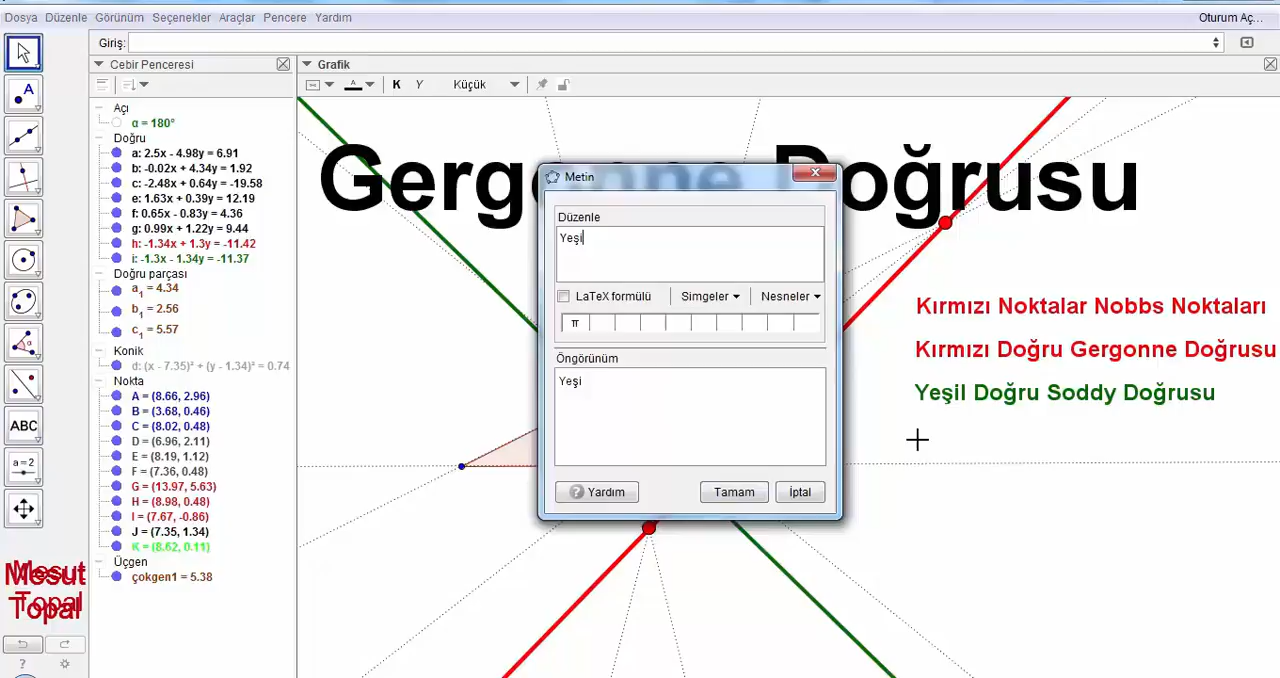 Dosya Düzenle Görünüm Seçenekler Araçlar Pencere Yardım Oturum Aç...
Giriş:
Cebir Penceresi
Grafik
K Y Küçük
Açı
α = 180°
Doğru
a: 2.5x - 4.98y = 6.91
b: -0.02x + 4.34y = 1.92
c: -2.48x + 0.64y = -19.58
e: 1.63x + 0.39y = 12.19
f: 0.65x - 0.83y = 4.36
g: 0.99x + 1.22y = 9.44
h: -1.34x + 1.3y = -11.42
i: -1.3x - 1.34y = -11.37
Doğru parçası
a₁ = 4.34
b₁ = 2.56
c₁ = 5.57
Konik
d: (x - 7.35)² + (y - 1.34)² = 0.74
Nokta
A = (8.66, 2.96)
B = (3.68, 0.46)
C = (8.02, 0.48)
D = (6.96, 2.11)
E = (8.19, 1.12)
F = (7.36, 0.48)
G = (13.97, 5.63)
H = (8.98, 0.48)
I = (7.67, -0.86)
J = (7.35, 1.34)
K = (8.62, 0.11)
Üçgen
çokgen1 = 5.38
A
ABC
a=2
Mesut
Topal
Gergonne Doğrusu
Metin
Düzenle
Yeşi
LaTeX formülü Simgeler Nesneler
π
Öngörünüm
Yeşi
Yardım Tamam İptal
Kırmızı Noktalar Nobbs Noktaları
Kırmızı Doğru Gergonne Doğrusu
Yeşil Doğru Soddy Doğrusu